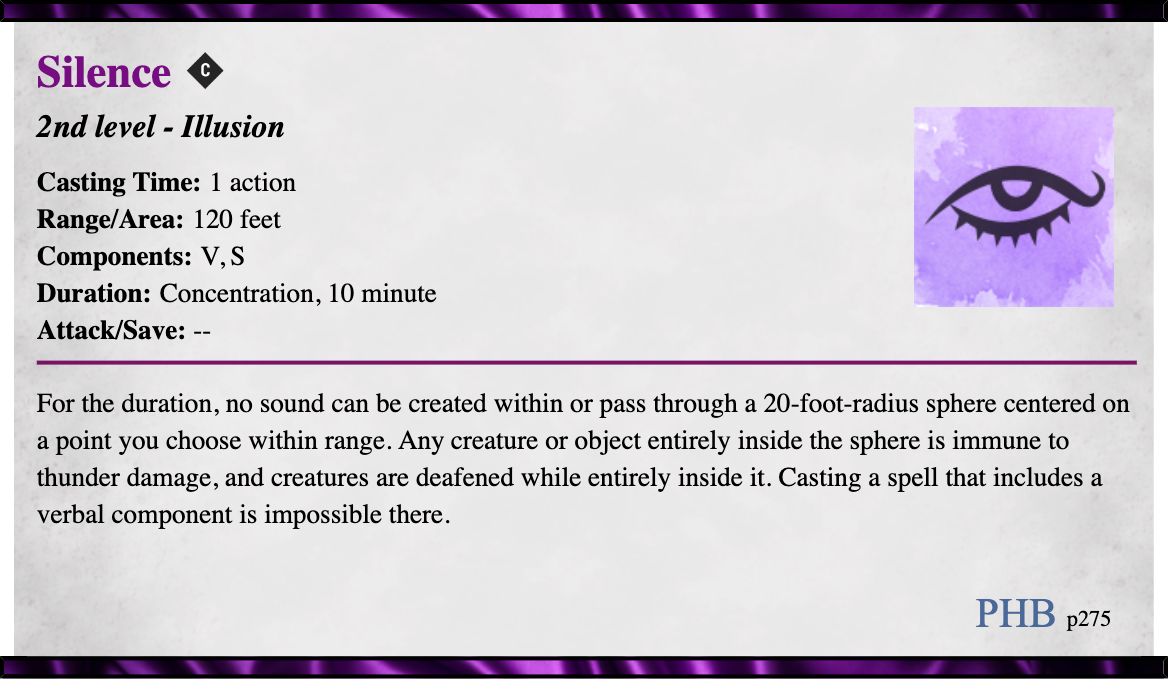 Silence C
2nd level - Illusion
Casting Time: 1 action
Range/Area: 120 feet
Components: V, S
Duration: Concentration, 10 minute
Attack/Save: --
For the duration, no sound can be created within or pass through a 20-foot-radius sphere centered on
a point you choose within range. Any creature or object entirely inside the sphere is immune to
thunder damage, and creatures are deafened while entirely inside it. Casting a spell that includes a
verbal component is impossible there.
PHB p275